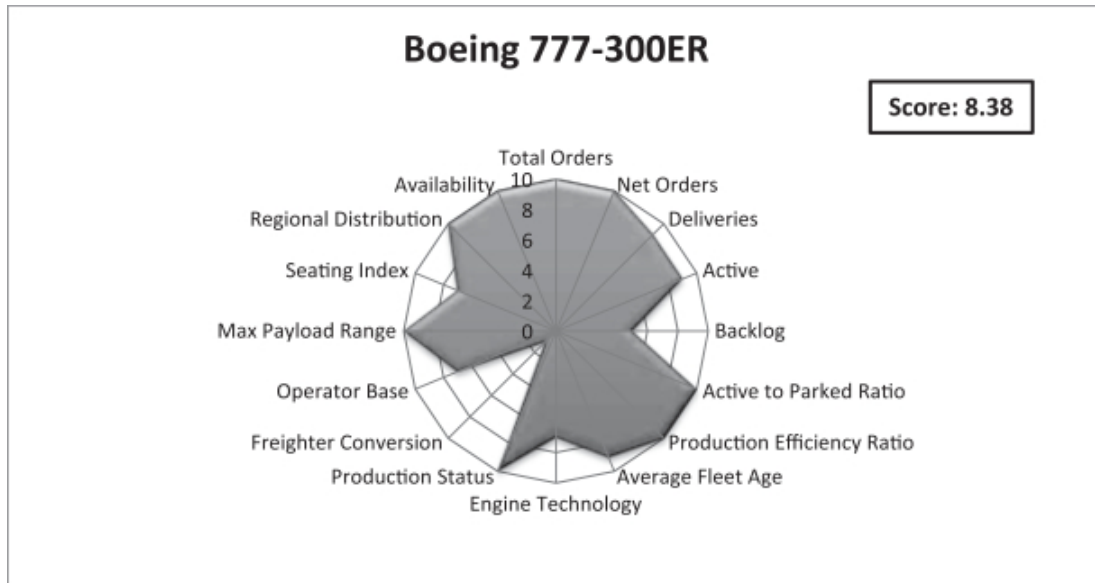 Boeing 777-300ER
Score: 8.38
Total Orders
Availability
10
Net Orders
Regional Distribution
8
Deliveries
6
Seating Index
4
Active
2
Max Payload Range
0
Backlog
Operator Base
Active to Parked Ratio
Freighter Conversion
Production Efficiency Ratio
Production Status
Average Fleet Age
Engine Technology